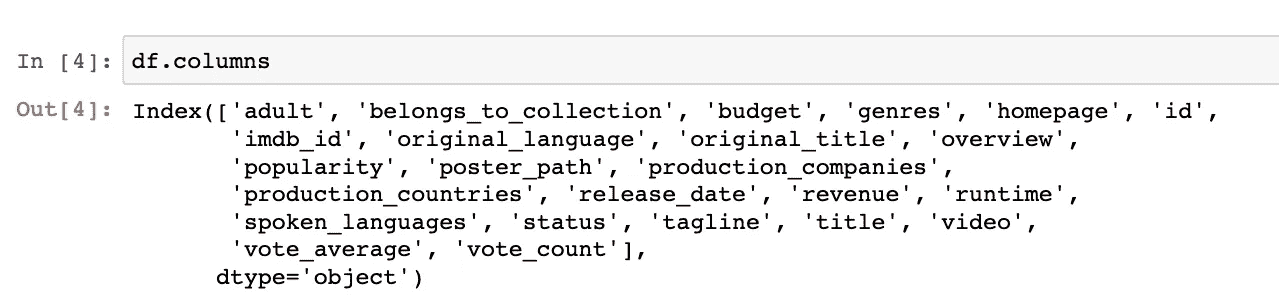 In [4]: df.columns
Out[4]: Index(['adult', 'belongs_to_collection', 'budget', 'genres', 'homepage', 'id',
'imdb_id', 'original_language', 'original_title', 'overview',
'popularity', 'poster_path', 'production_companies',
'production_countries', 'release_date', 'revenue', 'runtime',
'spoken_languages', 'status', 'tagline', 'title', 'video',
'vote_average', 'vote_count'],
dtype='object')